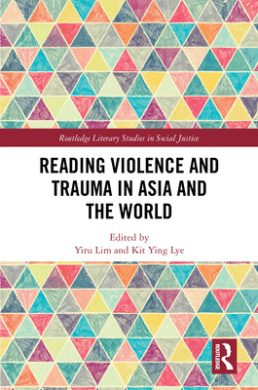 Routledge Literary Studies in Social Justice
READING VIOLENCE AND
TRAUMA IN ASIA AND
THE WORLD
Edited by
Yiru Lim and Kit Ying Lye
ROUTLEDGE